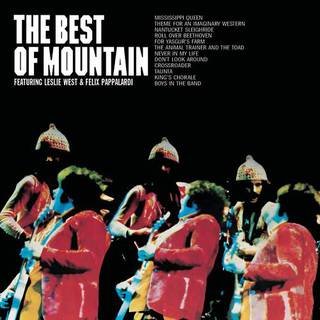 THE BEST
OF MOUNTAIN
FEATURING LESLIE WEST & FELIX PAPPALARDI
MISSISSIPPI QUEEN
THEME FOR AN IMAGINARY WESTERN
NANTUCKET SLEIGHRIDE
ROLL OVER BEETHOVEN
FOR YASGUR'S FARM
THE ANIMAL TRAINER AND THE TOAD
NEVER IN MY LIFE
DON'T LOOK AROUND
CROSSROADER
TAUNTA
KING'S CHORALE
BOYS IN THE BAND